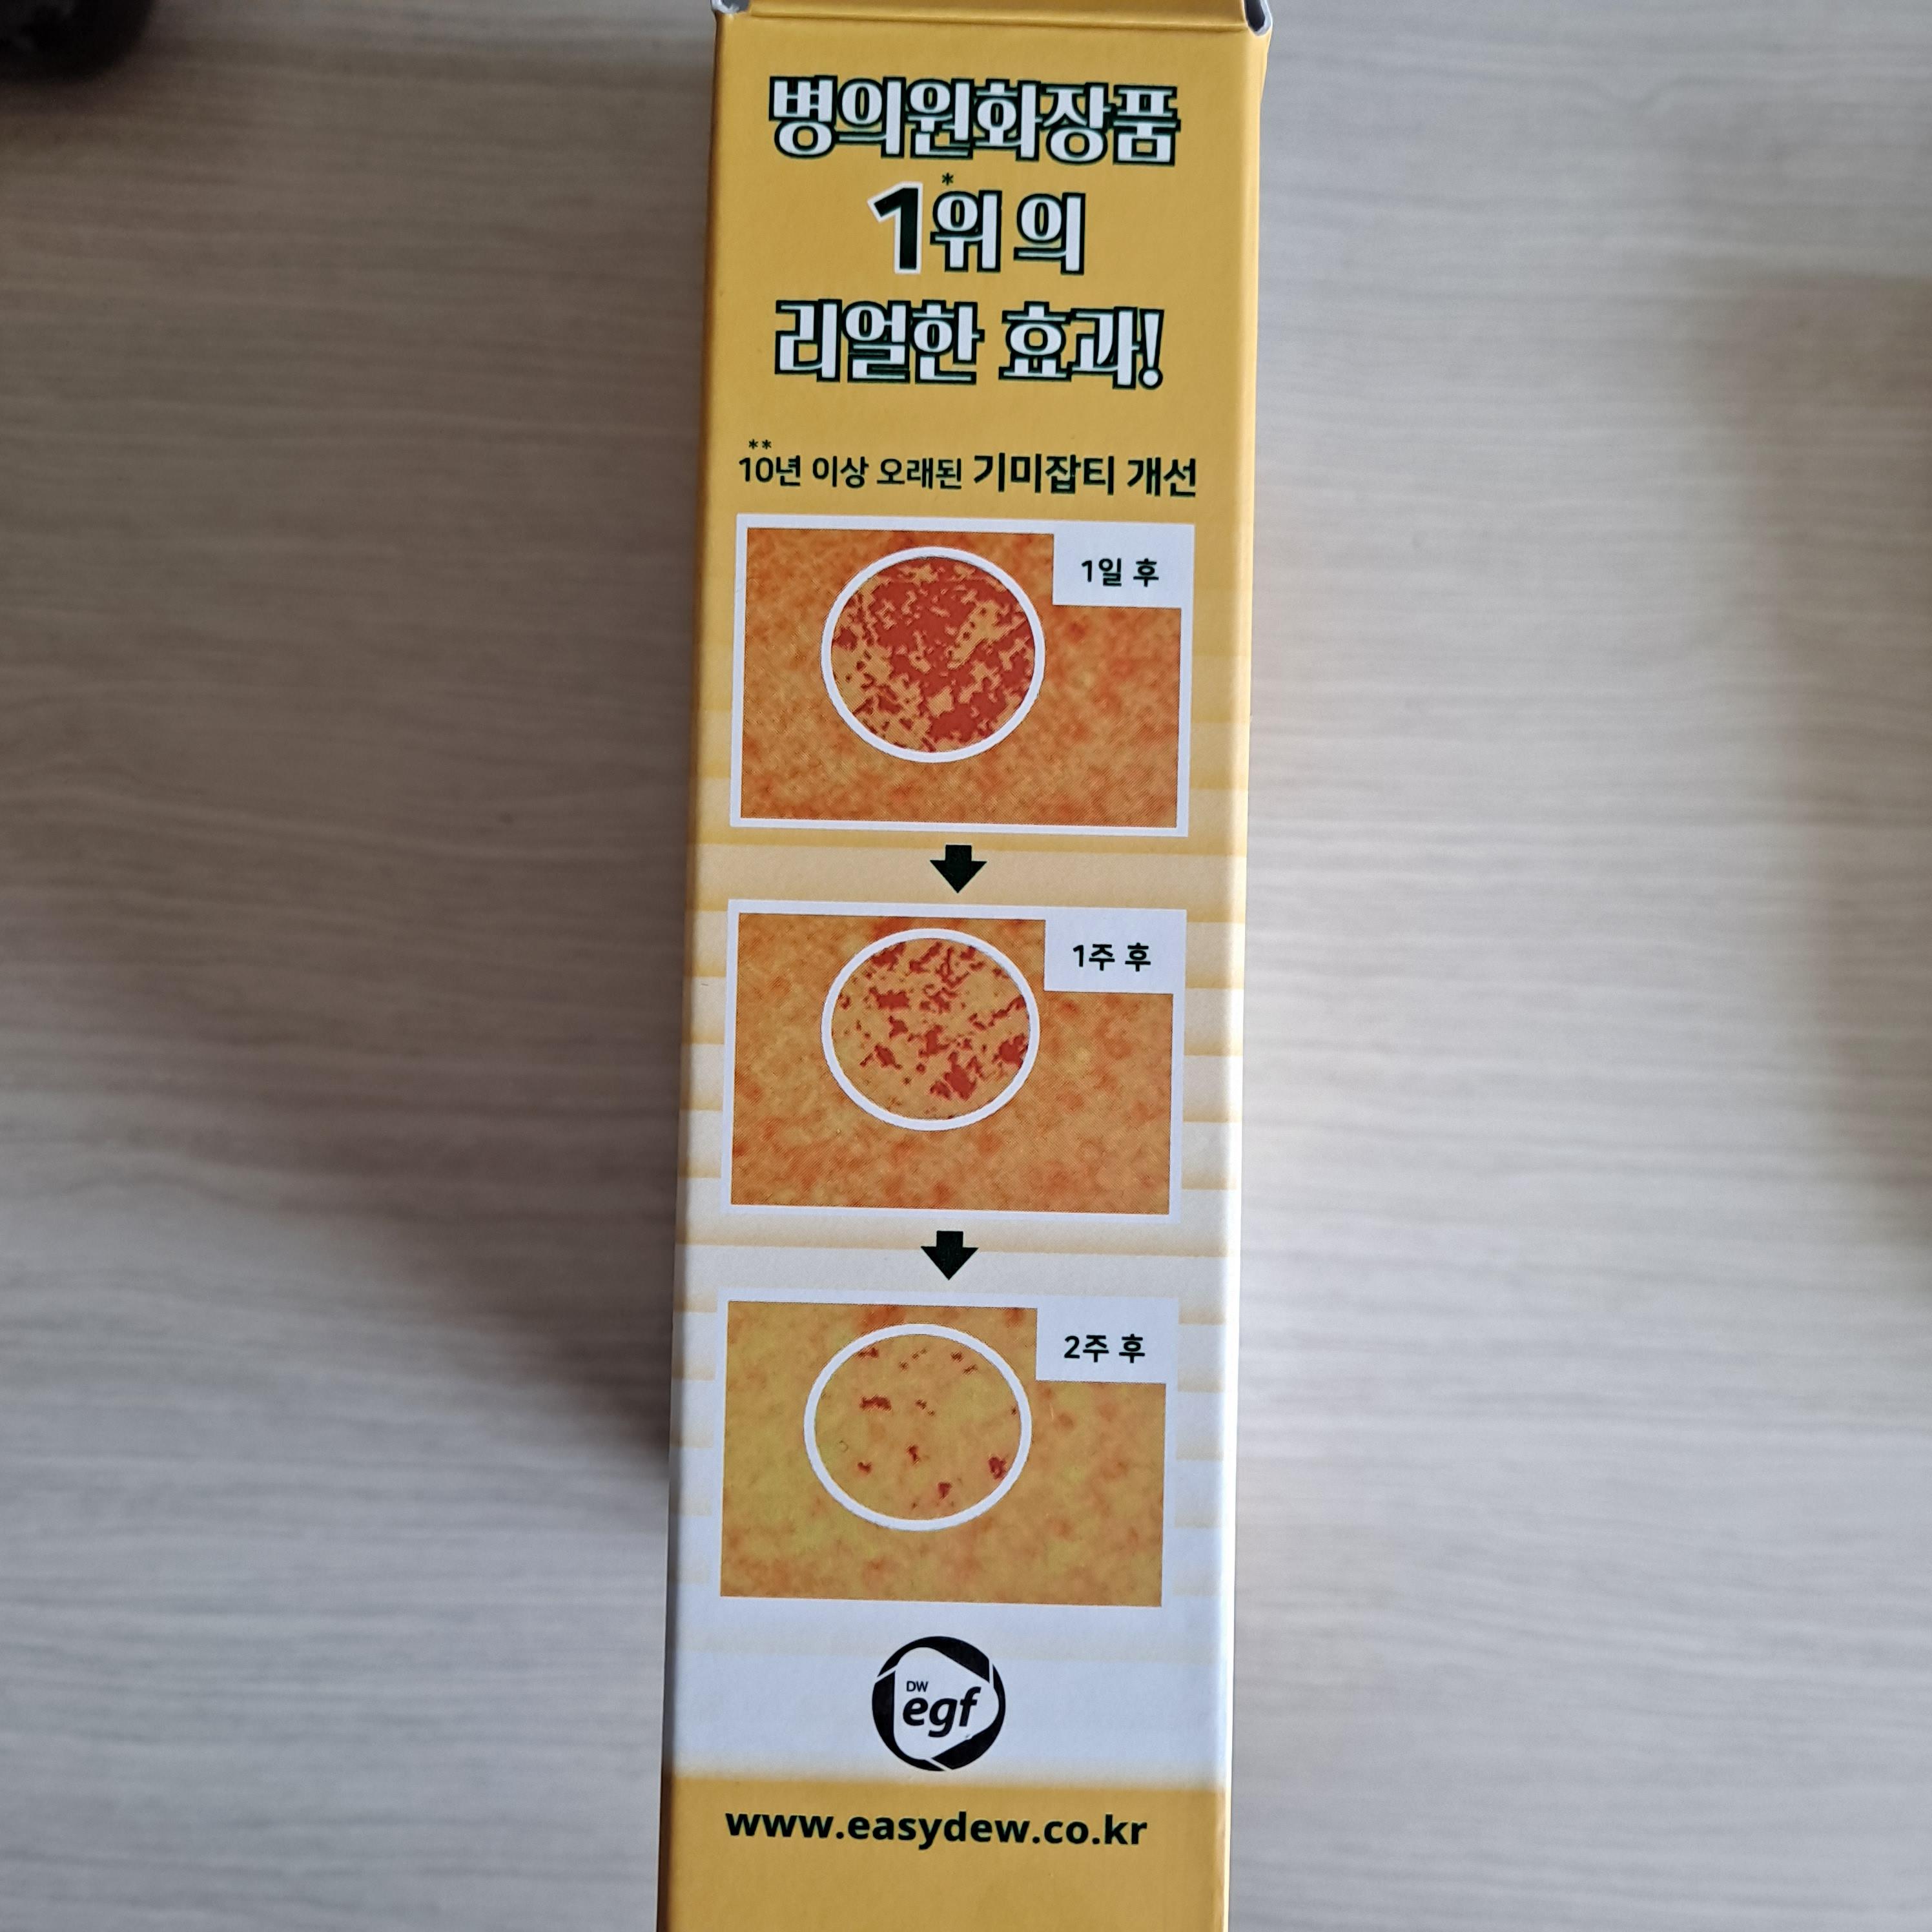 병의원화장품
1위*의
리얼한 효과!
**10년 이상 오래된 기미잡티 개선
1일 후
1주 후
2주 후
DW
egf
www.easydew.co.kr